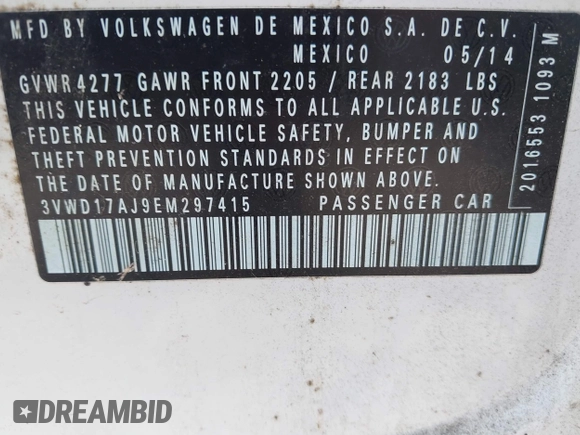 MFD BY VOLKSWAGEN DE MEXICO S.A. DE C.V.
MEXICO 05/14
GVWR 4277 GAWR FRONT 2205 / REAR 2183 LBS
THIS VEHICLE CONFORMS TO ALL APPLICABLE U.S.
FEDERAL MOTOR VEHICLE SAFETY, BUMPER AND
THEFT PREVENTION STANDARDS IN EFFECT ON
THE DATE OF MANUFACTURE SHOWN ABOVE.
3VWD17AJ9EM297415 PASSENGER CAR
2016553 1093 M
DREAMBID